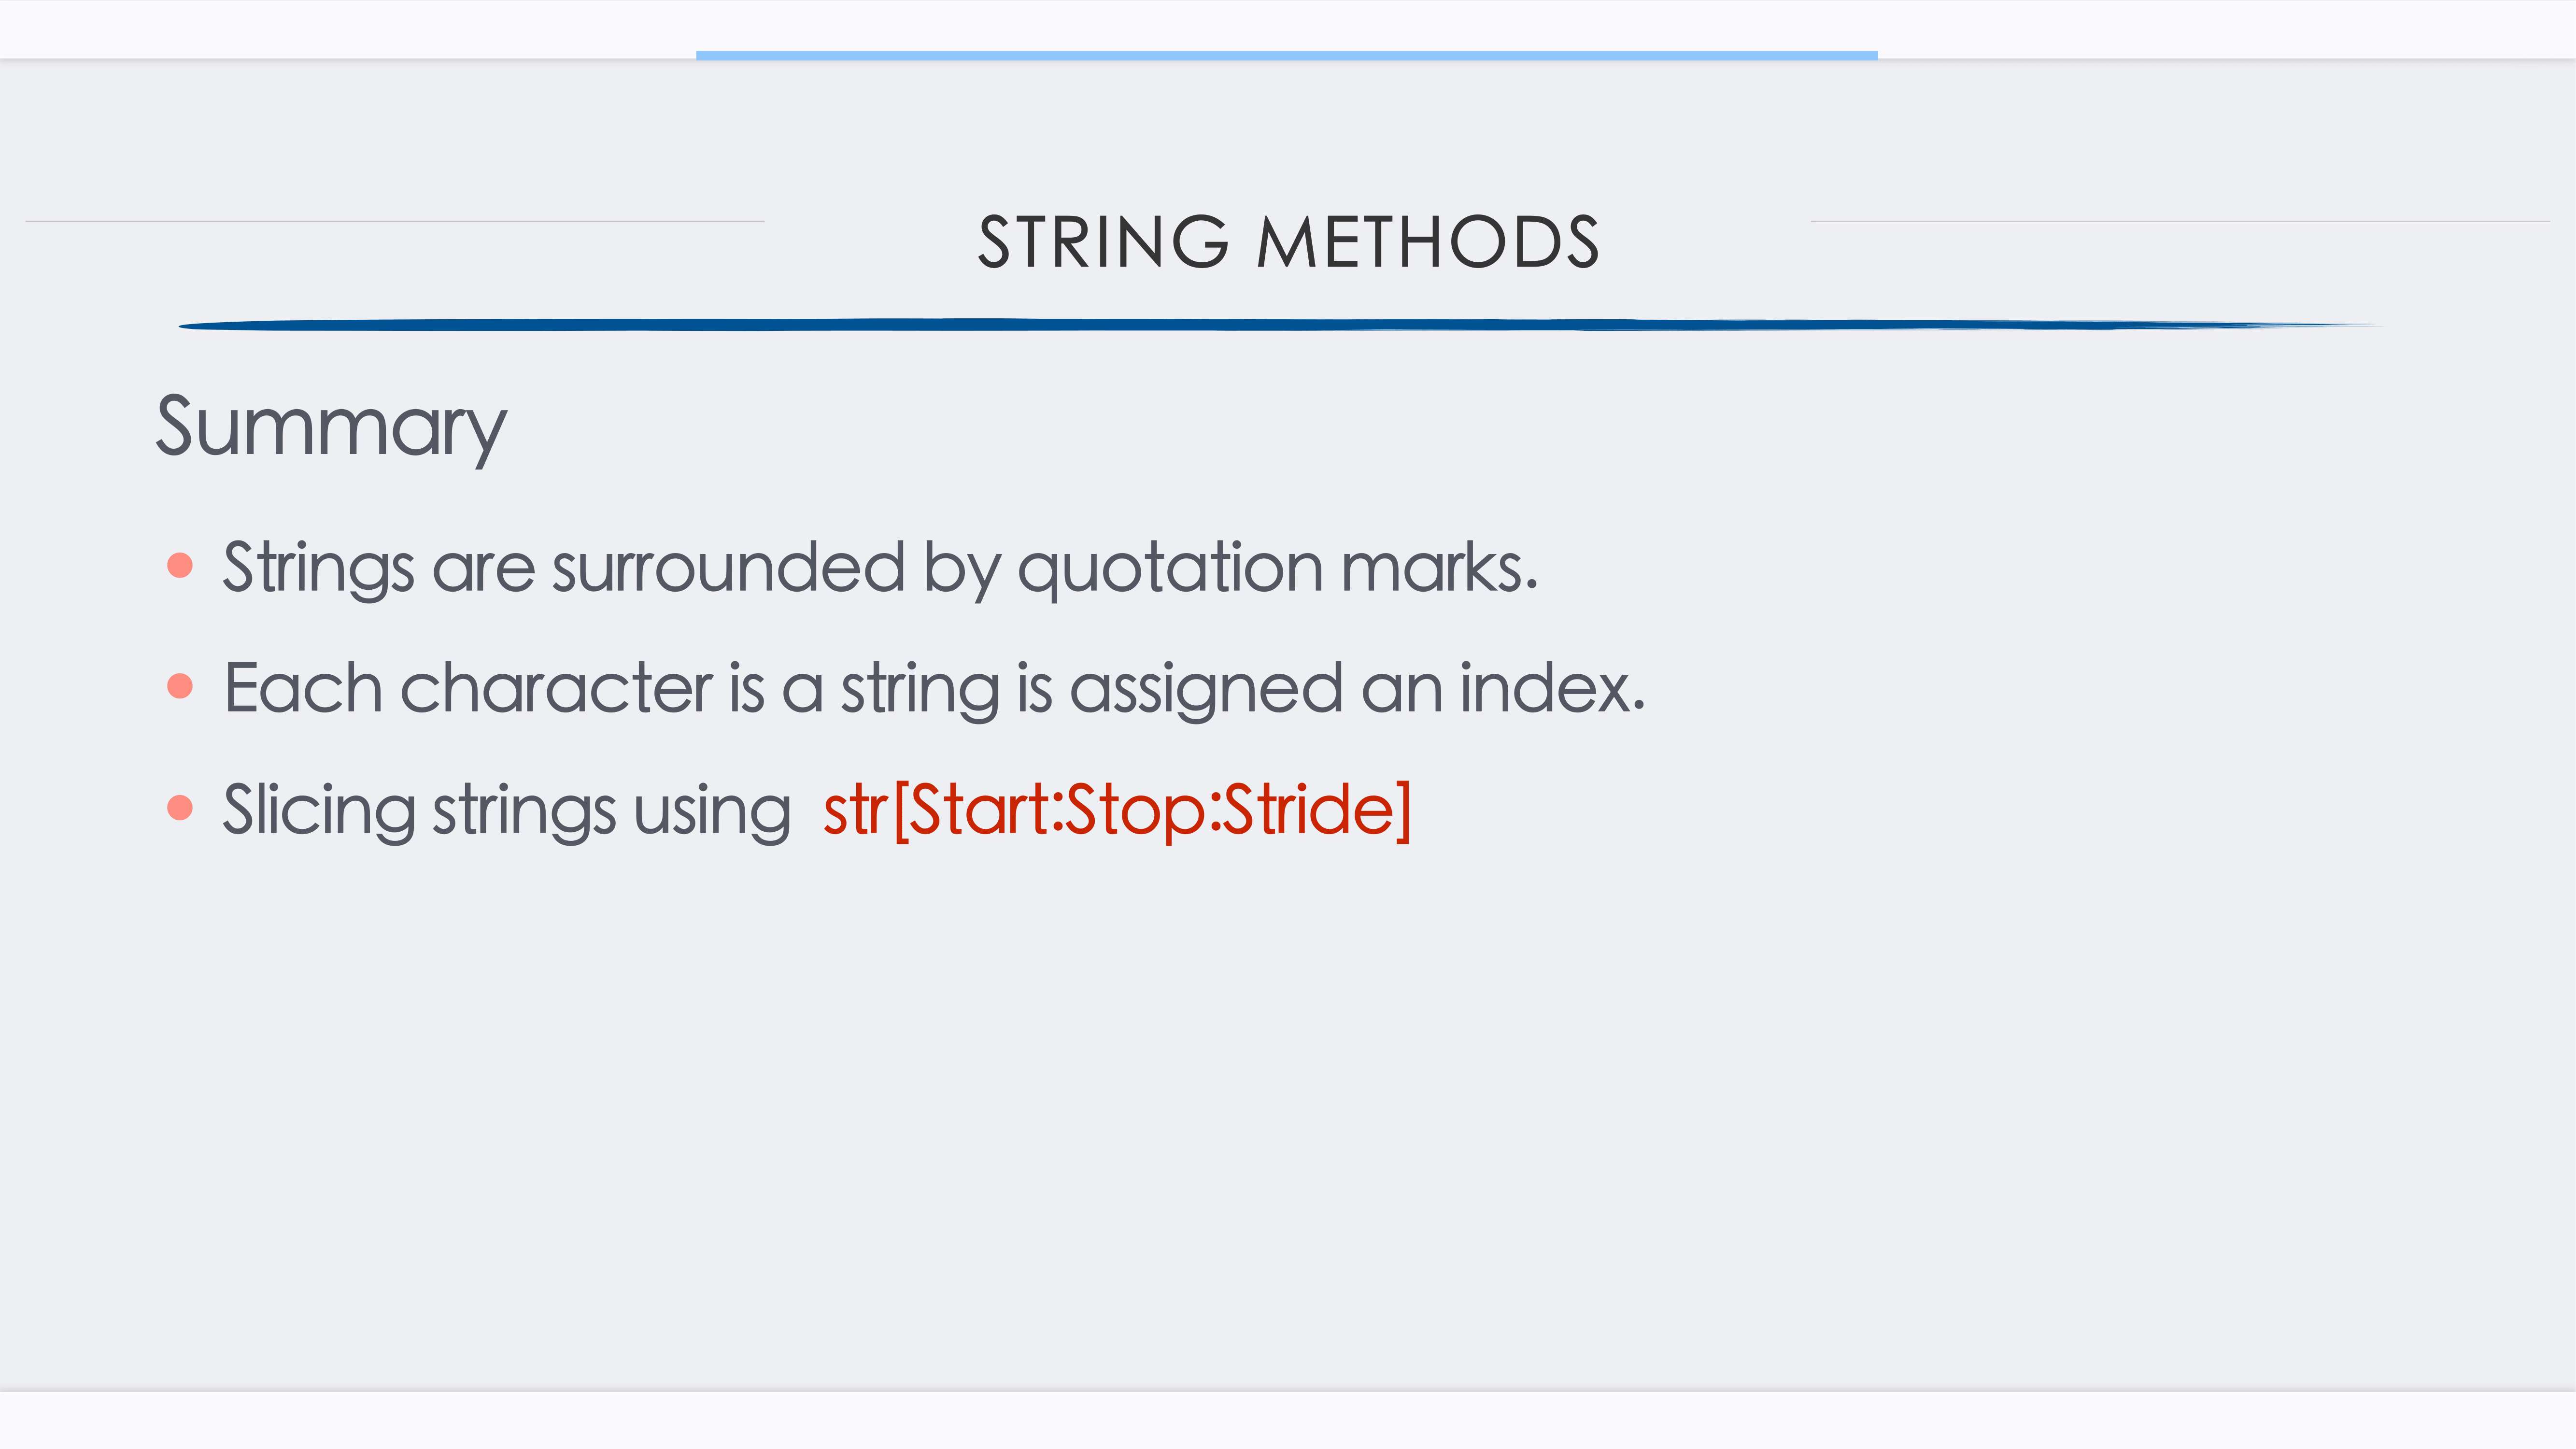 STRING METHODS
Summary
• Strings are surrounded by quotation marks.
• Each character is a string is assigned an index.
• Slicing strings using str[Start:Stop:Stride]